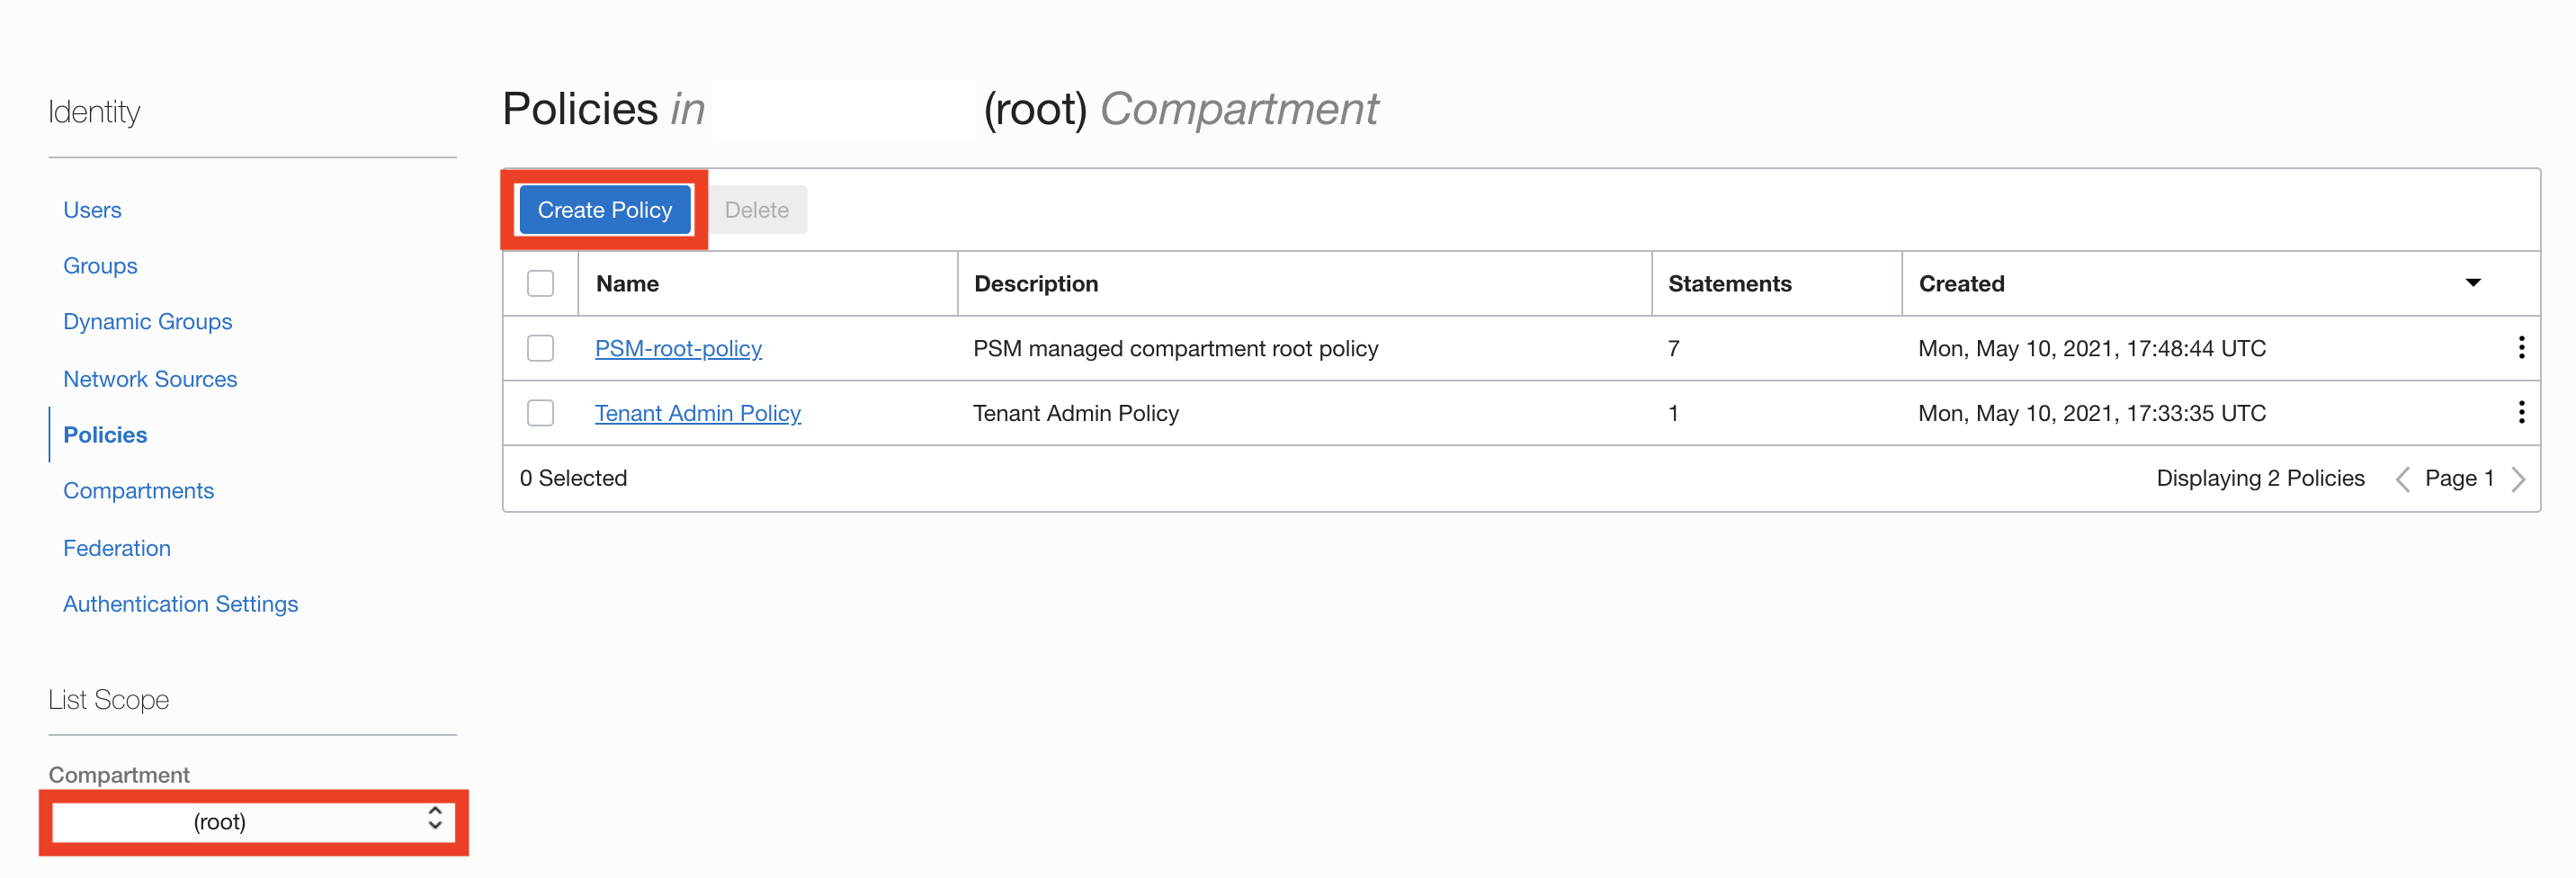 Identity
Users
Groups
Dynamic Groups
Network Sources
Policies
Compartments
Federation
Authentication Settings
List Scope
Compartment
(root)
Policies in (root) Compartment
Create Policy Delete
Name Description Statements Created
PSM-root-policy PSM managed compartment root policy 7 Mon, May 10, 2021, 17:48:44 UTC
Tenant Admin Policy Tenant Admin Policy 1 Mon, May 10, 2021, 17:33:35 UTC
0 Selected Displaying 2 Policies Page 1